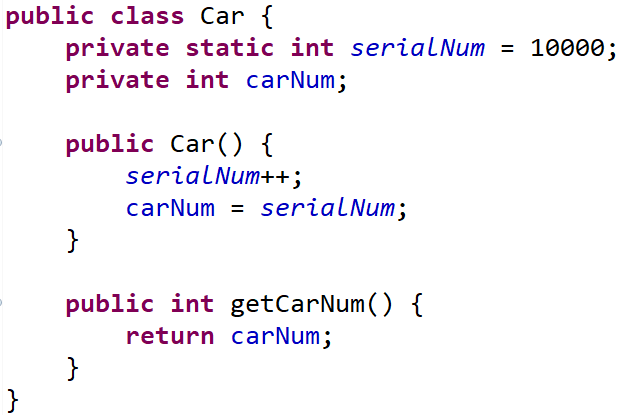 public class Car {
    private static int serialNum = 10000;
    private int carNum;

    public Car() {
        serialNum++;
        carNum = serialNum;
    }

    public int getCarNum() {
        return carNum;
    }
}